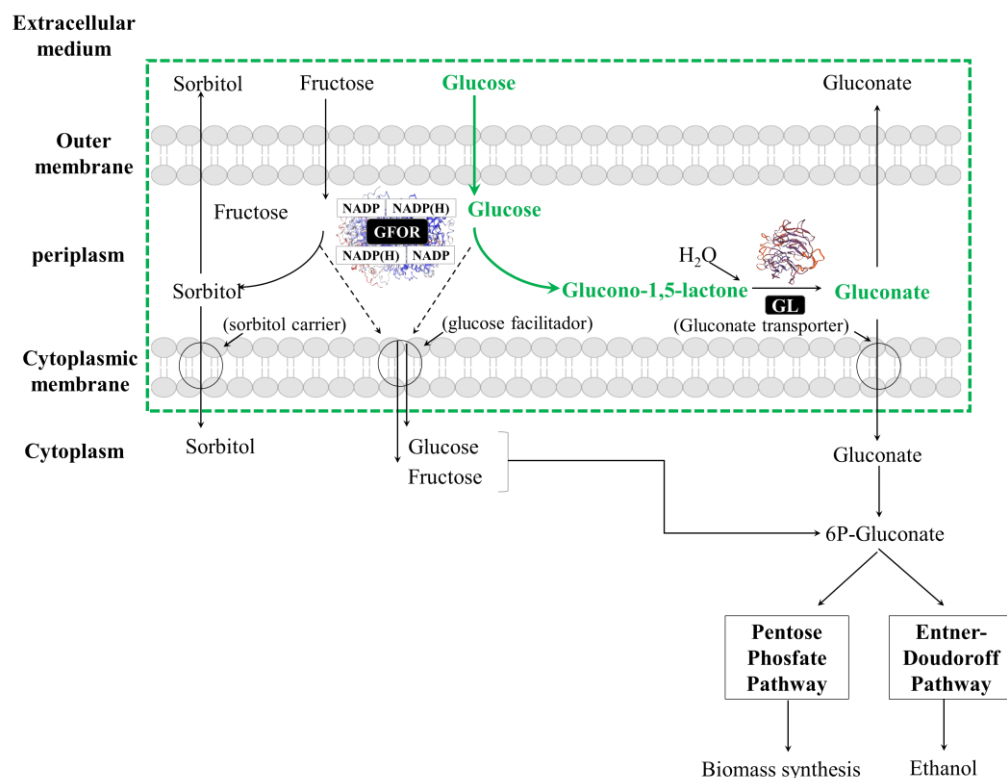 Extracellular
medium
Sorbitol
Fructose
Glucose
Gluconate
Outer
membrane
NADP
NADP(H)
Fructose
Glucose
GFOR
periplasm
NADP(H)
NADP
H2O
Sorbitol
Glucono-1,5-lactone
Gluconate
GL
(sorbitol carrier)
(glucose facilitador)
(Gluconate transporter)
Cytoplasmic
membrane
Cytoplasm
Sorbitol
Glucose
Fructose
Gluconate
6P-Gluconate
Pentose
Phosfate
Pathway
Entner-
Doudoroff
Pathway
Biomass synthesis
Ethanol